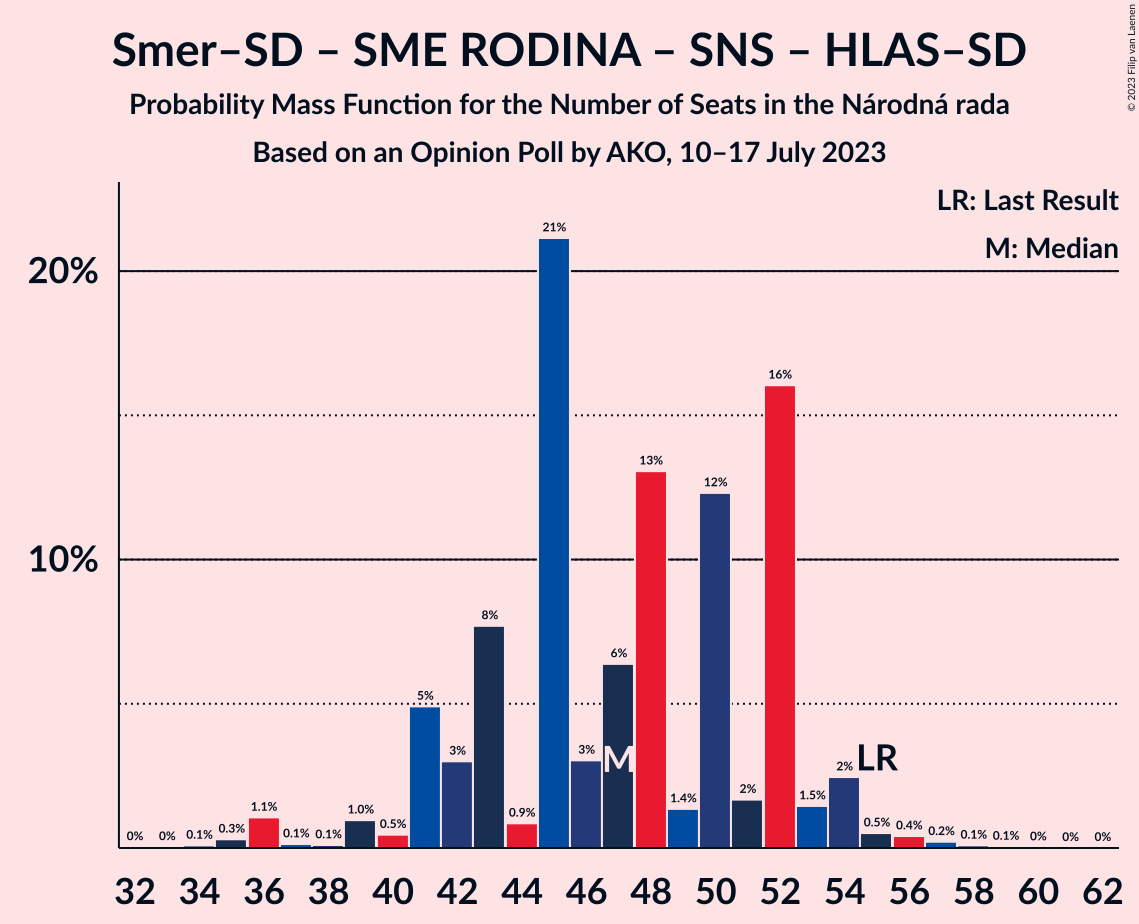 Smer–SD – SME RODINA – SNS – HLAS–SD
Probability Mass Function for the Number of Seats in the Národná rada
Based on an Opinion Poll by AKO, 10–17 July 2023
© 2023 Filip van Laenen
LR: Last Result
M: Median
20%
10%
0% 0% 0.1% 0.3% 1.1% 0.1% 0.1% 1.0% 0.5% 5% 3% 8% 0.9% 21% 3% 6% 13% 1.4% 12% 2% 16% 1.5% 2% 0.5% 0.4% 0.2% 0.1% 0.1% 0% 0% 0%
M
LR
32 34 36 38 40 42 44 46 48 50 52 54 56 58 60 62